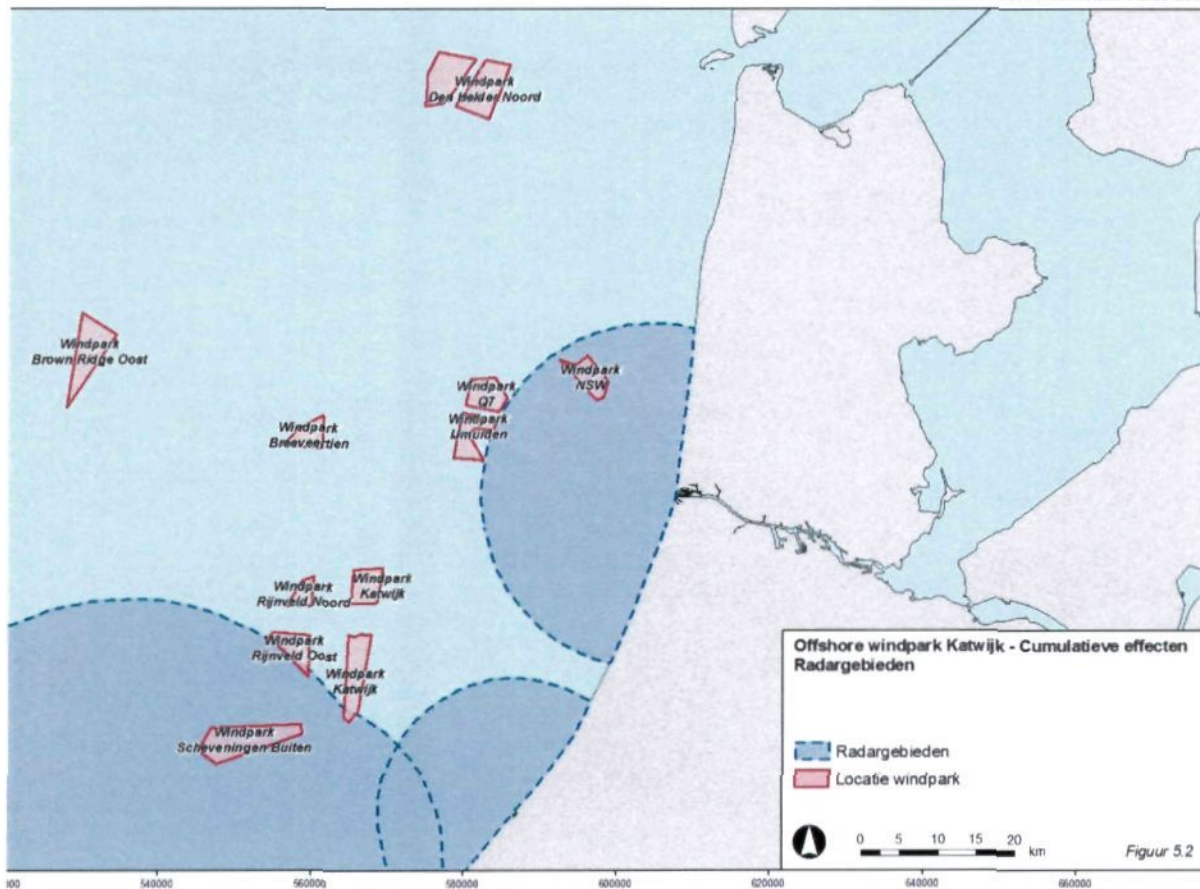 Windpark
Den Helder Noord
Windpark
Brown Ridge Oost
Windpark
NSW
Windpark
Q7
Windpark
IJmuiden
Windpark
Breeveertien
Windpark
Rijnveld Noord
Windpark
Katwijk
Windpark
Rijnveld Oost
Windpark
Katwijk
Windpark
Scheveningen Buiten
Offshore windpark Katwijk - Cumulatieve effecten
Radargebieden
Radargebieden
Locatie windpark
0 5 10 15 20
km
Figuur 5.2
540000 560000 580000 600000 620000 640000 660000